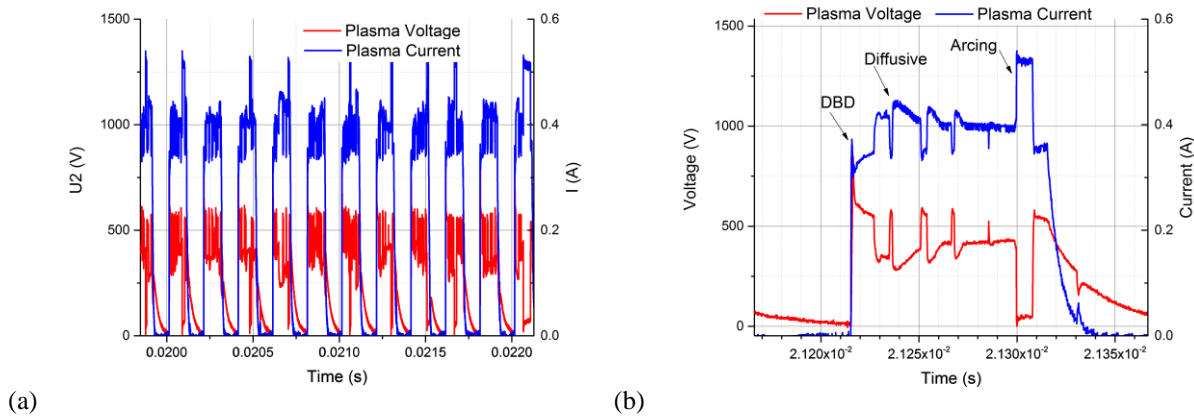 1500
1000
500
0
U2 (V)
Plasma Voltage
Plasma Current
0.6
0.4
0.2
0.0
I (A)
0.0200 0.0205 0.0210 0.0215 0.0220
Time (s)
(a)
Plasma Voltage Plasma Current
1500
1000
500
0
Voltage (V)
DBD
Diffusive
Arcing
0.6
0.4
0.2
0.0
Current (A)
2.120x10⁻² 2.125x10⁻² 2.130x10⁻² 2.135x10⁻²
Time (s)
(b)